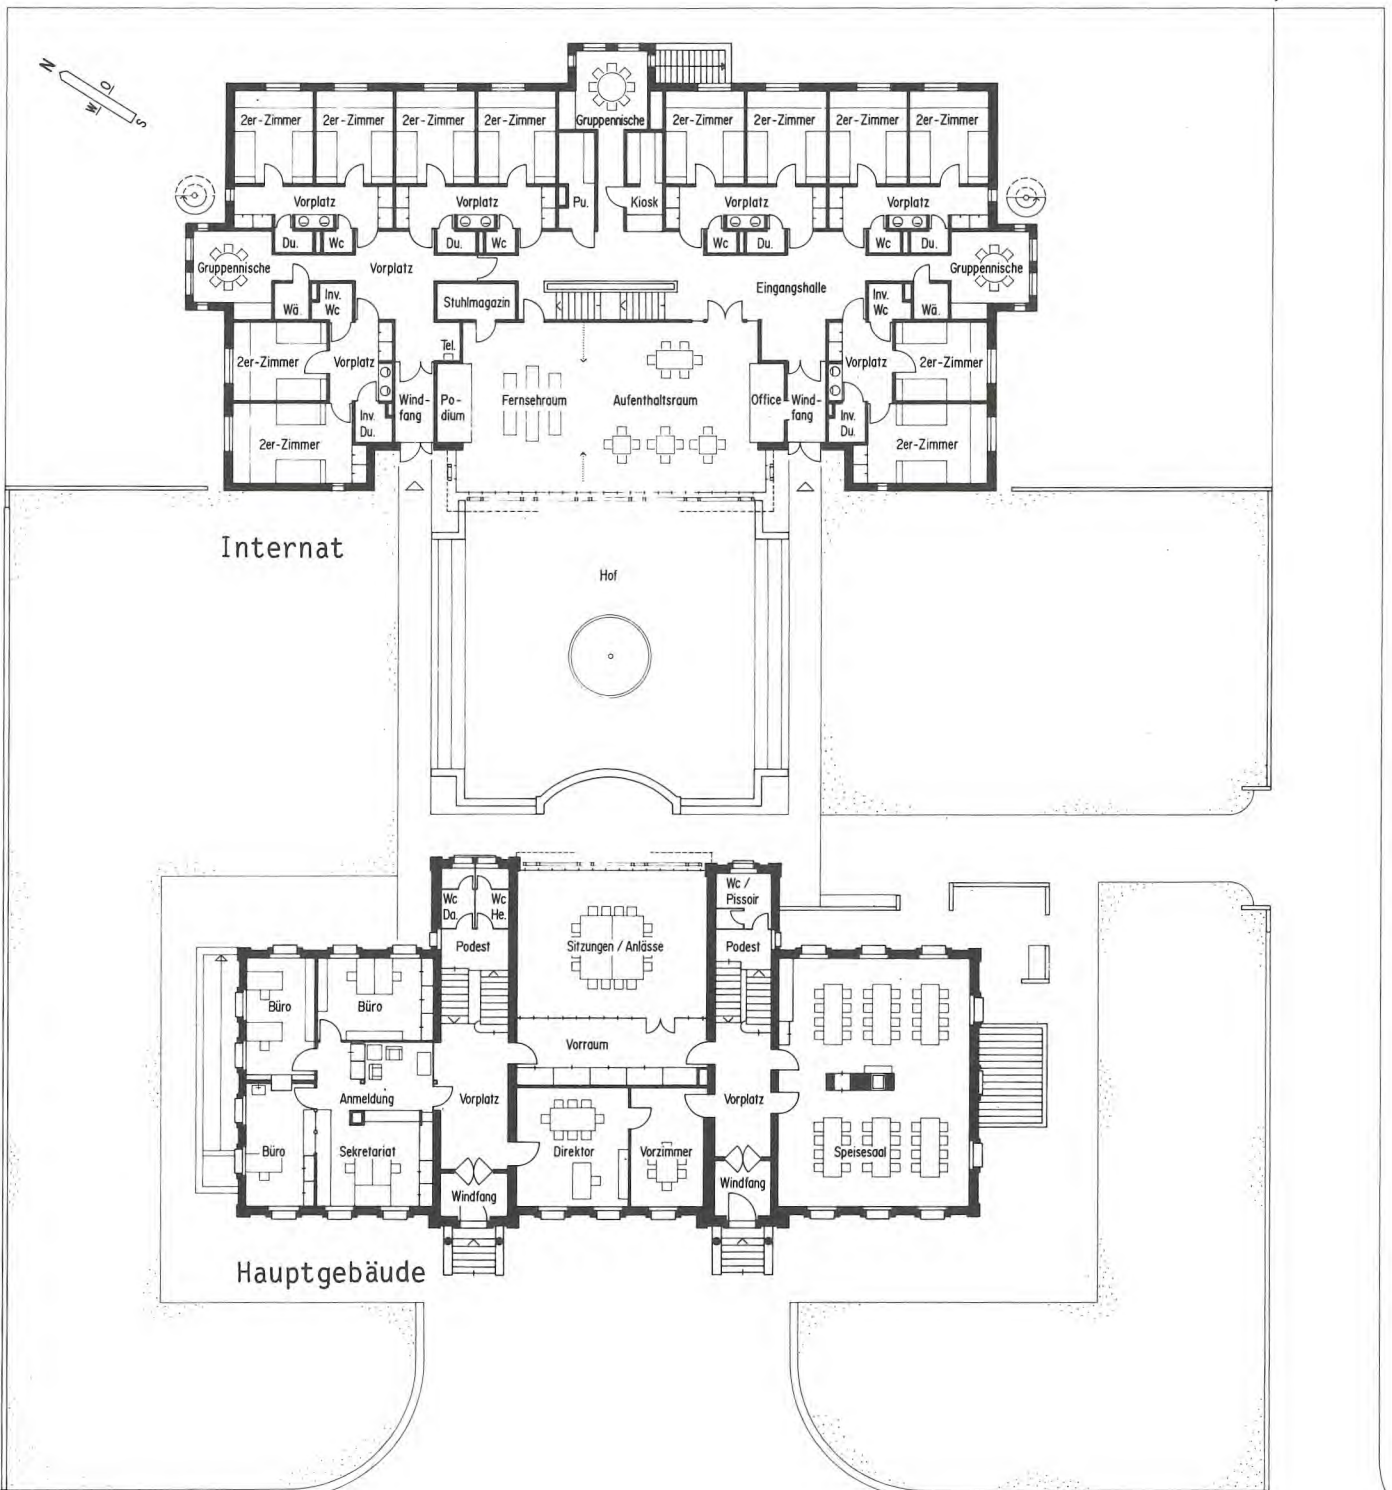 N
O
W
S
Gruppennische
2er-Zimmer 2er-Zimmer 2er-Zimmer 2er-Zimmer 2er-Zimmer 2er-Zimmer 2er-Zimmer 2er-Zimmer
Vorplatz Vorplatz Pu. Kiosk Vorplatz Vorplatz
Du. Wc Du. Wc Wc Du. Wc Du.
Gruppennische Vorplatz Eingangshalle Gruppennische
Wä. Inv. Wc Stuhlmagazin Inv. Wc Wä.
Tel.
2er-Zimmer Vorplatz Vorplatz 2er-Zimmer
Wind-
fang
Po-
dium
Fernsehraum Aufenthaltsraum Office
Wind-
fang
Inv.
Du.
Inv.
Du.
2er-Zimmer 2er-Zimmer
Internat
Hof
Wc
Da.
Wc
He.
Wc /
Pissoir
Podest Sitzungen / Anlässe Podest
Büro Büro
Vorraum
Anmeldung Vorplatz Vorplatz
Büro Sekretariat Direktor Vorzimmer Speisesaal
Windfang Windfang
Hauptgebäude